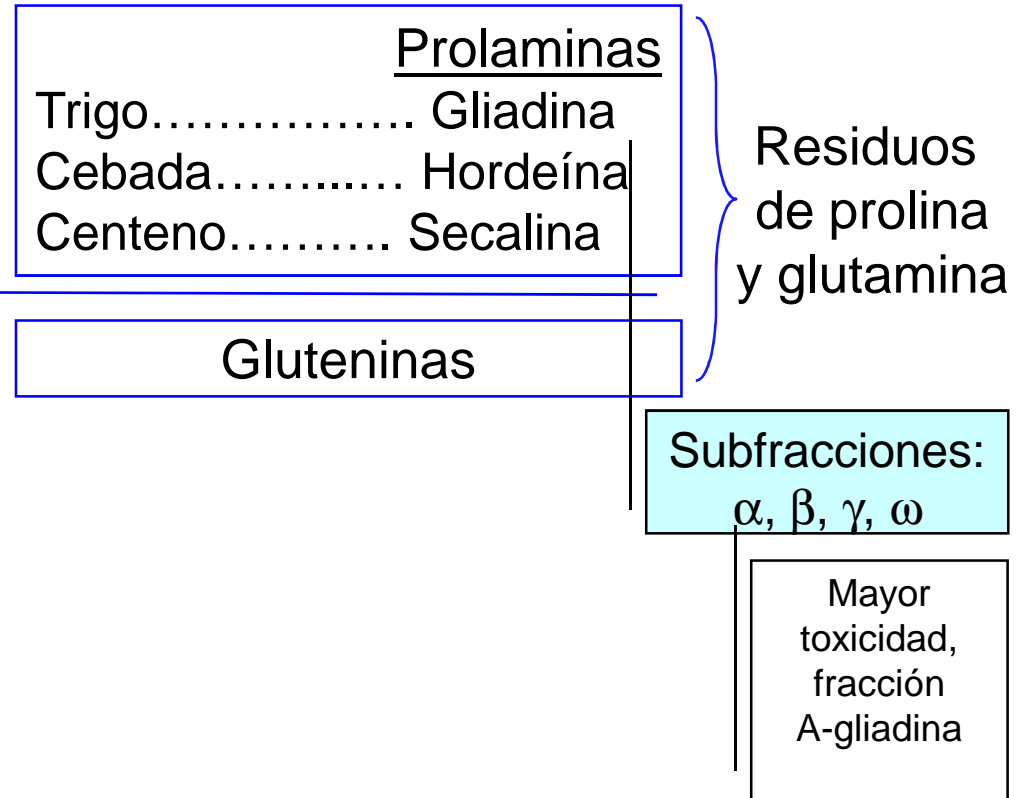 Prolaminas
Trigo……………. Gliadina
Cebada……...… Hordeína
Centeno………. Secalina
Residuos
de prolina
y glutamina
Gluteninas
Subfracciones:
α, β, γ, ω
Mayor
toxicidad,
fracción
A-gliadina